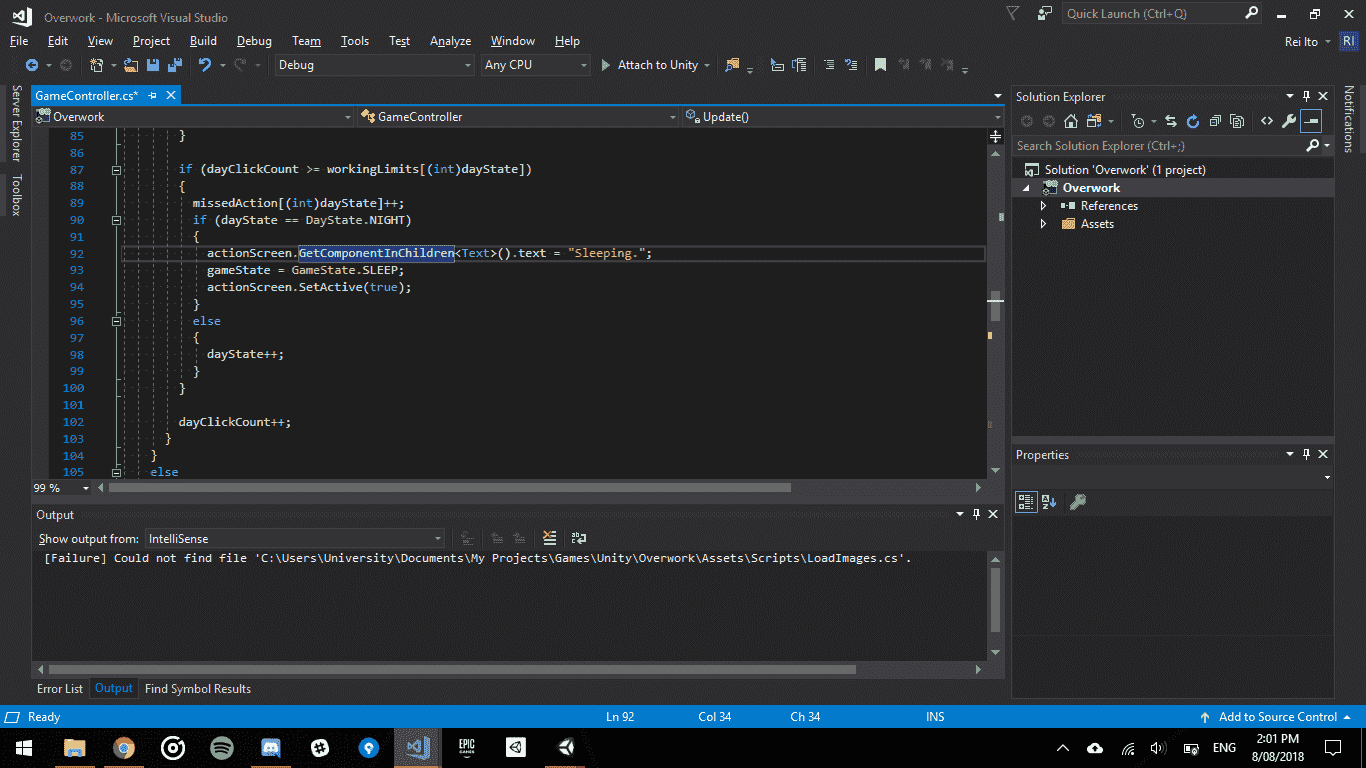 Overwork - Microsoft Visual Studio
Quick Launch (Ctrl+Q)
File Edit View Project Build Debug Team Tools Test Analyze Window Help
Rei Ito RI
Debug Any CPU Attach to Unity
Server Explorer
Toolbox
GameController.cs*
Overwork GameController Update()
85 }
86
87 if (dayClickCount >= workingLimits[(int)dayState])
88 {
89 missedAction[(int)dayState]++;
90 if (dayState == DayState.NIGHT)
91 {
92 actionScreen.GetComponentInChildren<Text>().text = "Sleeping.";
93 gameState = GameState.SLEEP;
94 actionScreen.SetActive(true);
95 }
96 else
97 {
98 dayState++;
99 }
100 }
101
102 dayClickCount++;
103 }
104 }
105 else
99 %
Output
Show output from: IntelliSense
[Failure] Could not find file 'C:\Users\University\Documents\My Projects\Games\Unity\Overwork\Assets\Scripts\LoadImages.cs'.
Error List Output Find Symbol Results
Solution Explorer
Search Solution Explorer (Ctrl+;)
Solution 'Overwork' (1 project)
Overwork
References
Assets
Properties
Notifications
Ready Ln 92 Col 34 Ch 34 INS Add to Source Control
EPIC GAMES
ENG
2:01 PM
8/08/2018